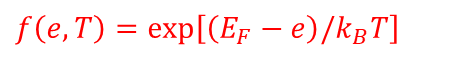 f(e, T) = exp[(E_F − e)/k_B T]